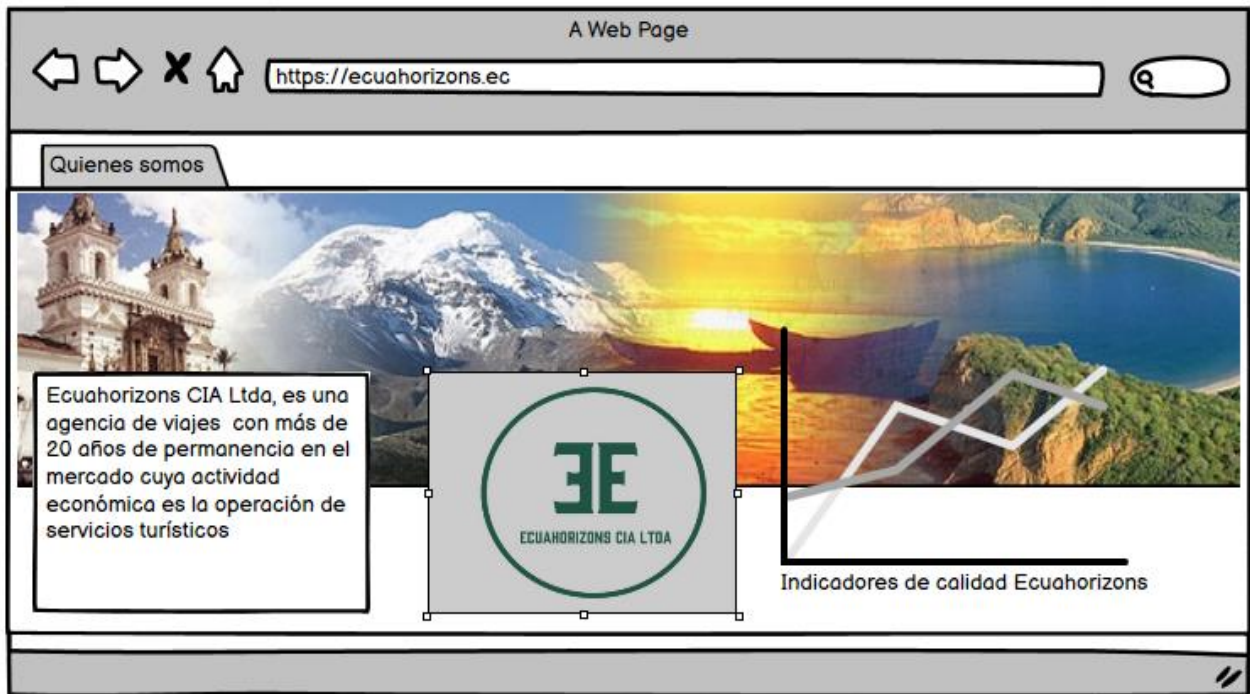 A Web Page
https://ecuahorizons.ec
Quienes somos
Ecuahorizons CIA Ltda, es una
agencia de viajes con más de
20 años de permanencia en el
mercado cuya actividad
económica es la operación de
servicios turísticos
ƎE
ECUAHORIZONS CIA LTDA
Indicadores de calidad Ecuahorizons